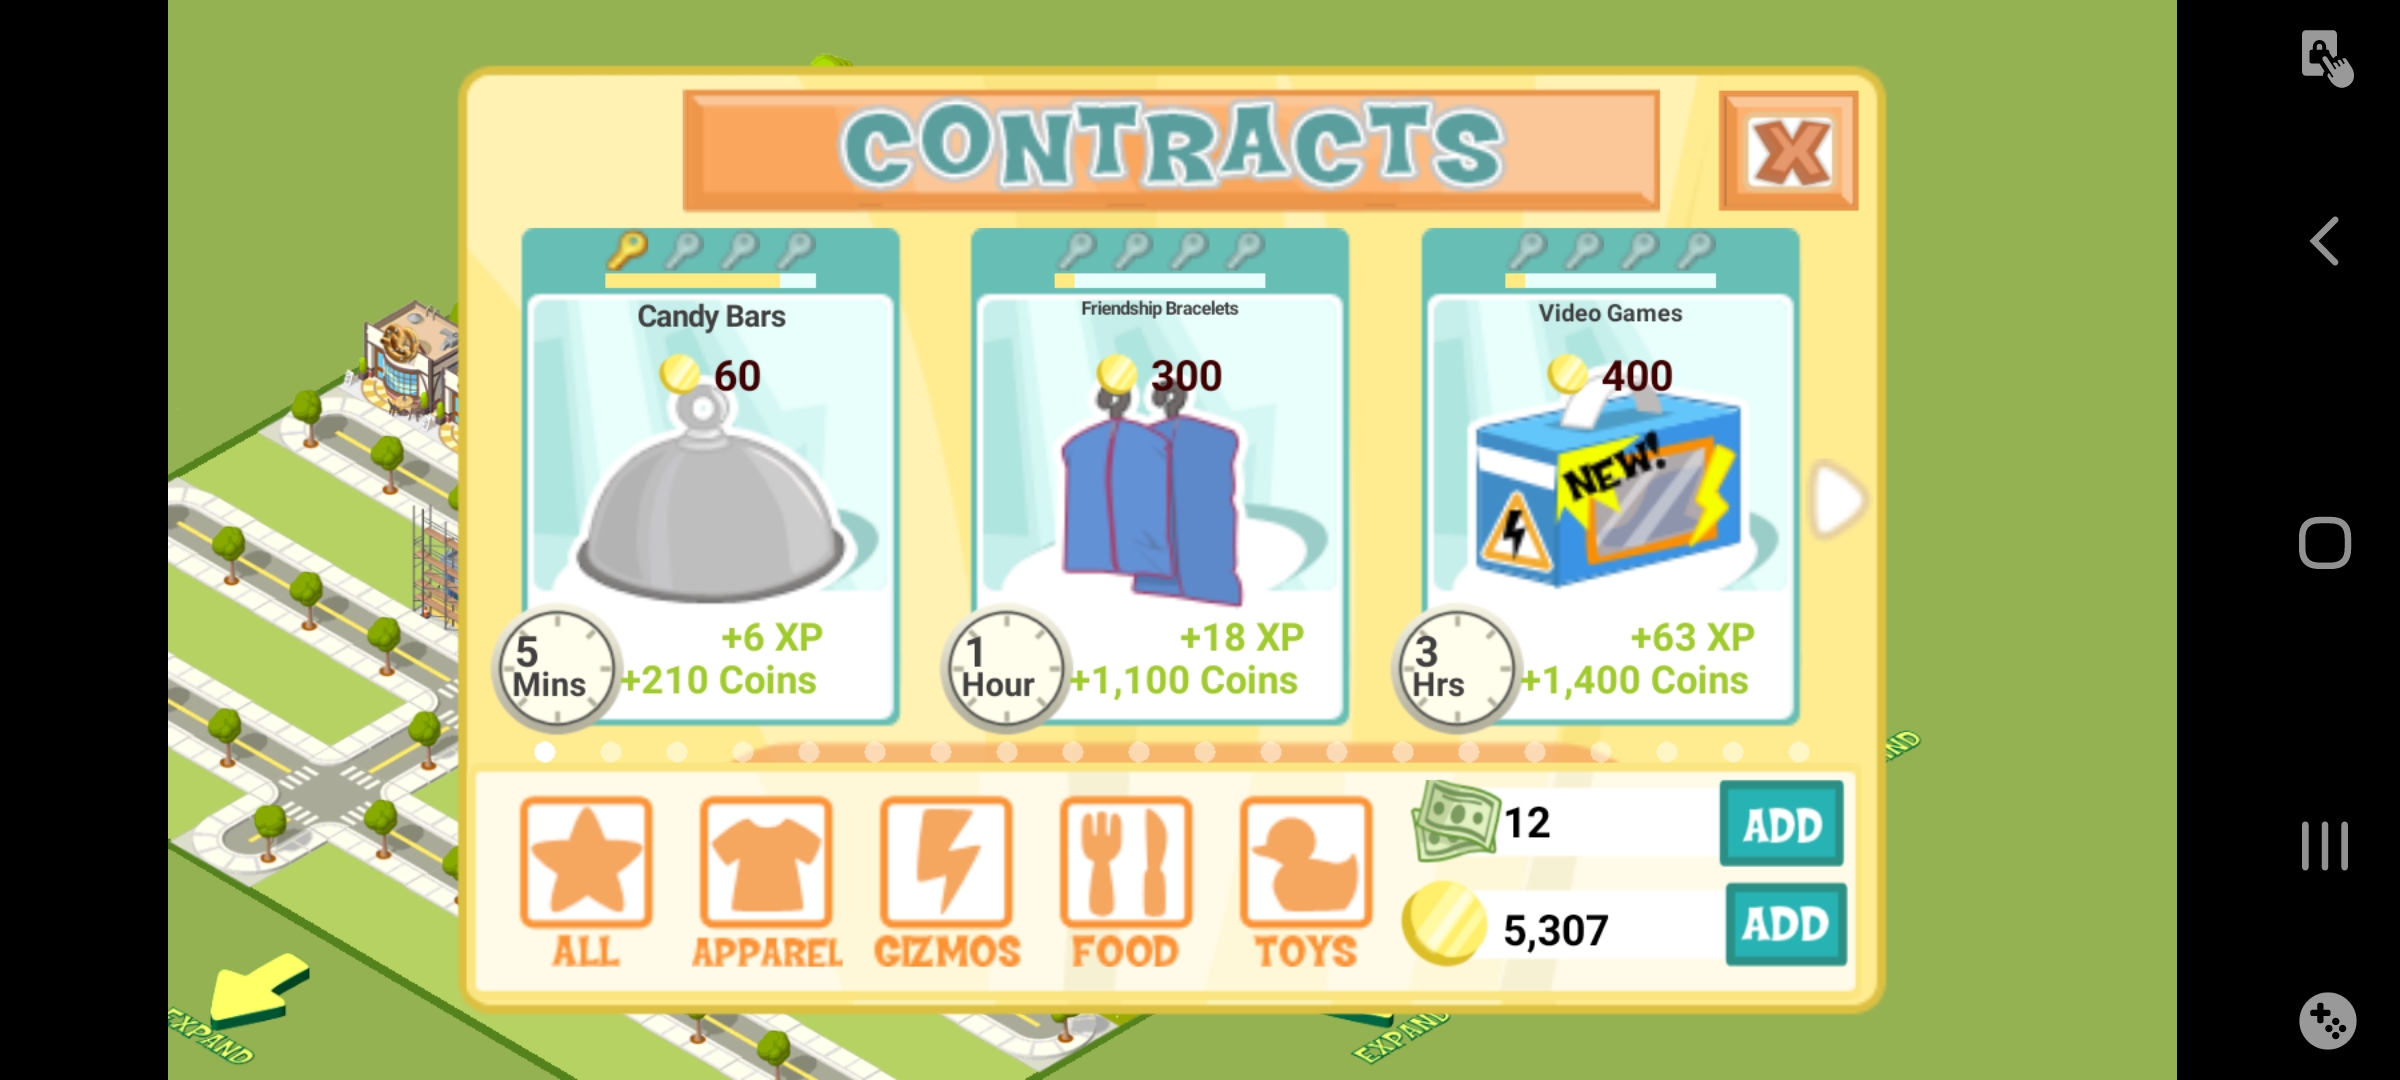 CONTRACTS
X
Candy Bars
60
5
Mins
+6 XP
+210 Coins
Friendship Bracelets
300
1
Hour
+18 XP
+1,100 Coins
Video Games
400
NEW!
3
Hrs
+63 XP
+1,400 Coins
12
ADD
5,307
ADD
ALL
APPAREL
GIZMOS
FOOD
TOYS
EXPAND
EXPAND
ND